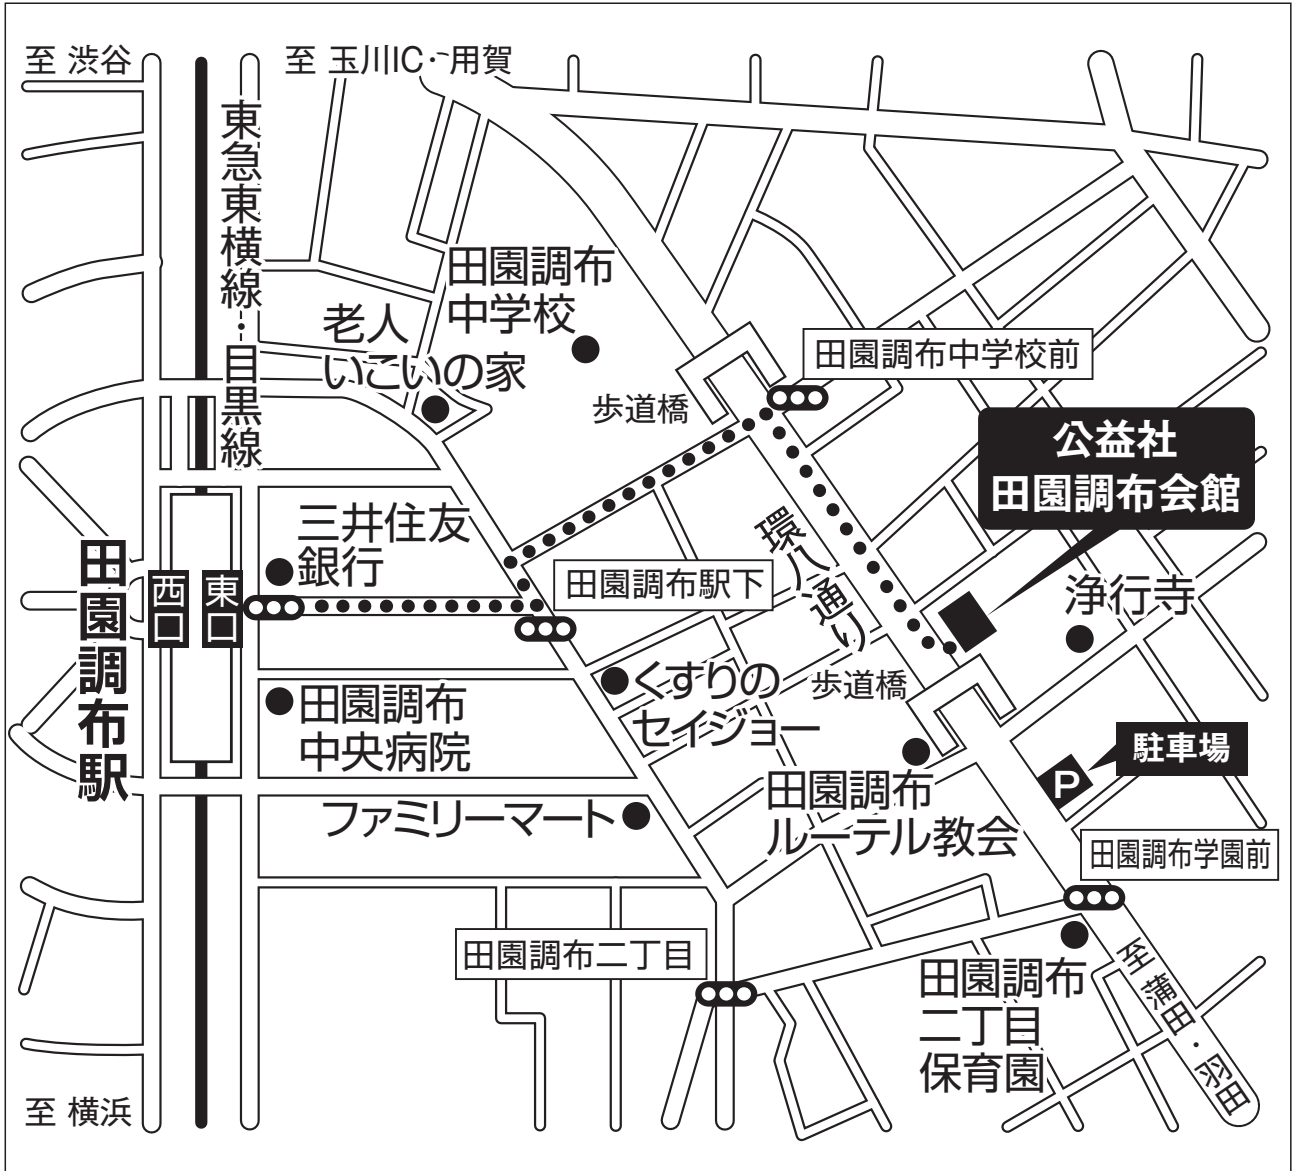 至 渋谷
至 玉川IC・用賀
東急東横線・目黒線
田園調布
中学校
老人
いこいの家
歩道橋
田園調布中学校前
公益社
田園調布会館
三井住友
銀行
田園調布駅下
環八通り
浄行寺
田園調布駅
西口
東口
くすりの
セイジョー
歩道橋
田園調布
中央病院
駐車場
P
田園調布
ルーテル教会
ファミリーマート
田園調布学園前
田園調布二丁目
田園調布
二丁目
保育園
至 蒲田・羽田
至 横浜